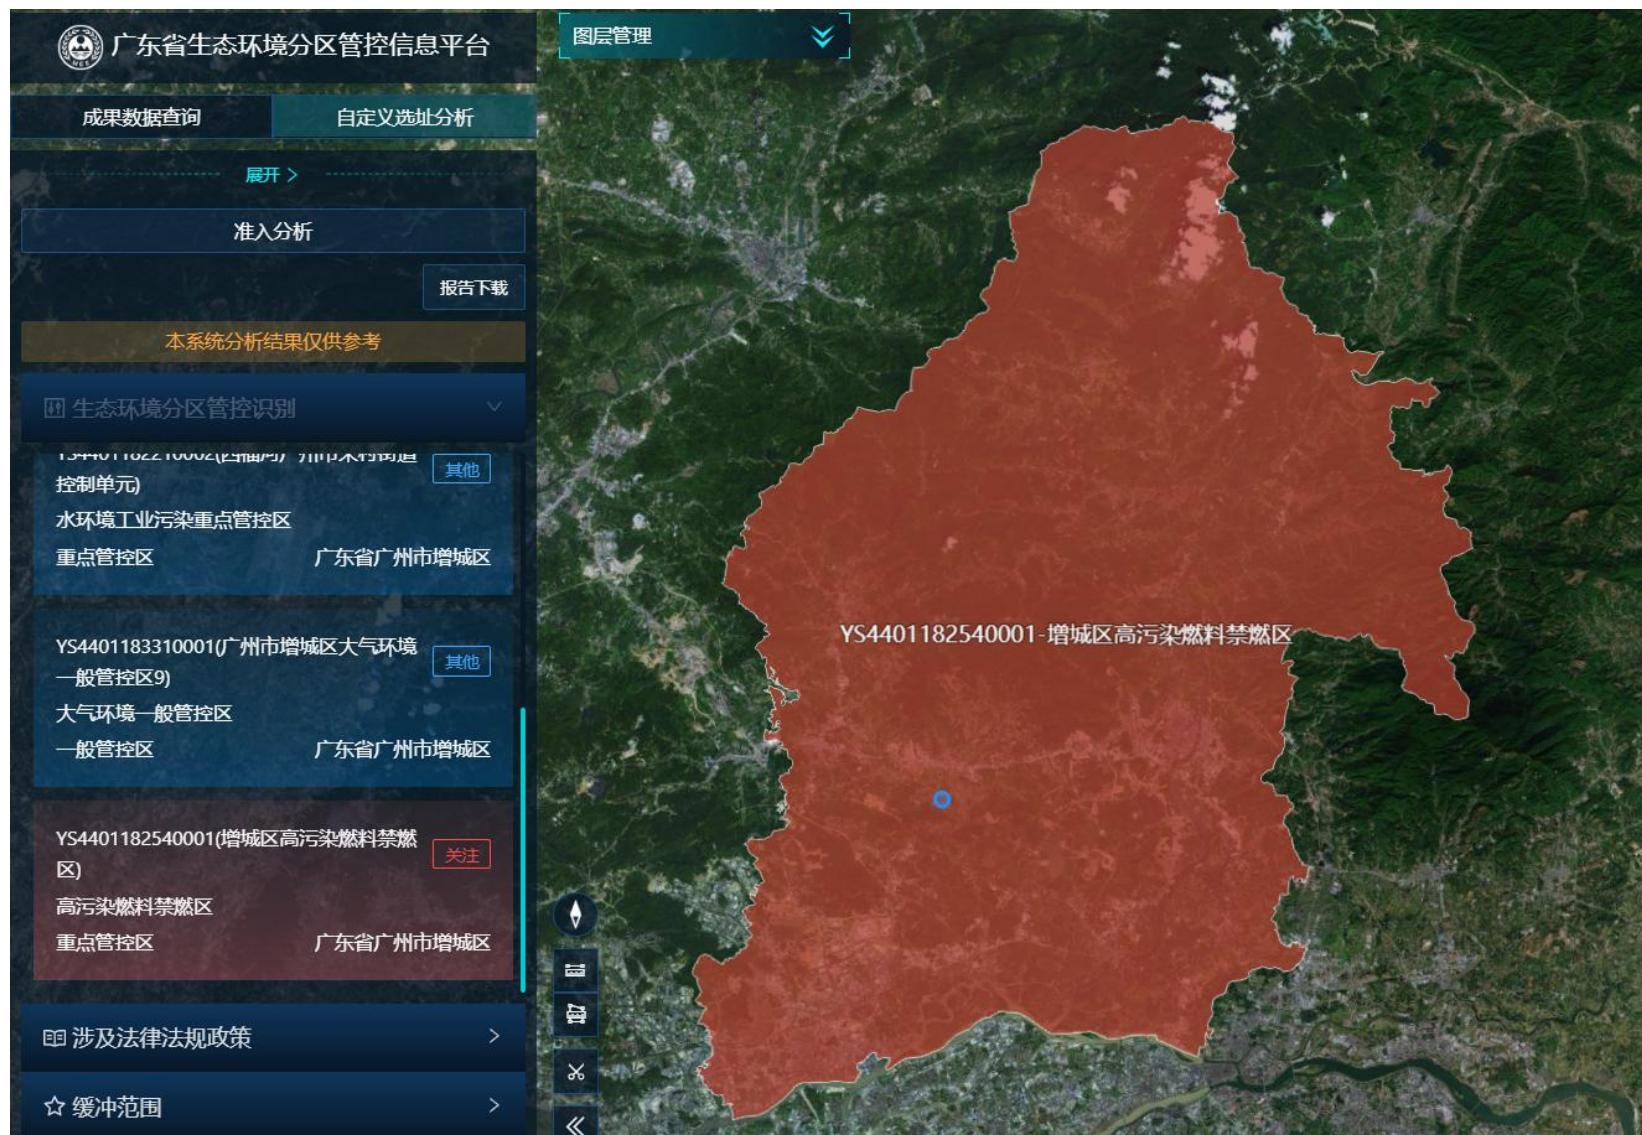 广东省生态环境分区管控信息平台
图层管理
成果数据查询
自定义选址分析
展开 >
准入分析
报告下载
本系统分析结果仅供参考
生态环境分区管控识别
控制单元)
其他
水环境工业污染重点管控区
重点管控区
广东省广州市增城区
YS4401183310001(广州市增城区大气环境
一般管控区9)
其他
大气环境一般管控区
一般管控区
广东省广州市增城区
YS4401182540001(增城区高污染燃料禁燃
区)
关注
高污染燃料禁燃区
重点管控区
广东省广州市增城区
涉及法律法规政策
缓冲范围
YS4401182540001-增城区高污染燃料禁燃区